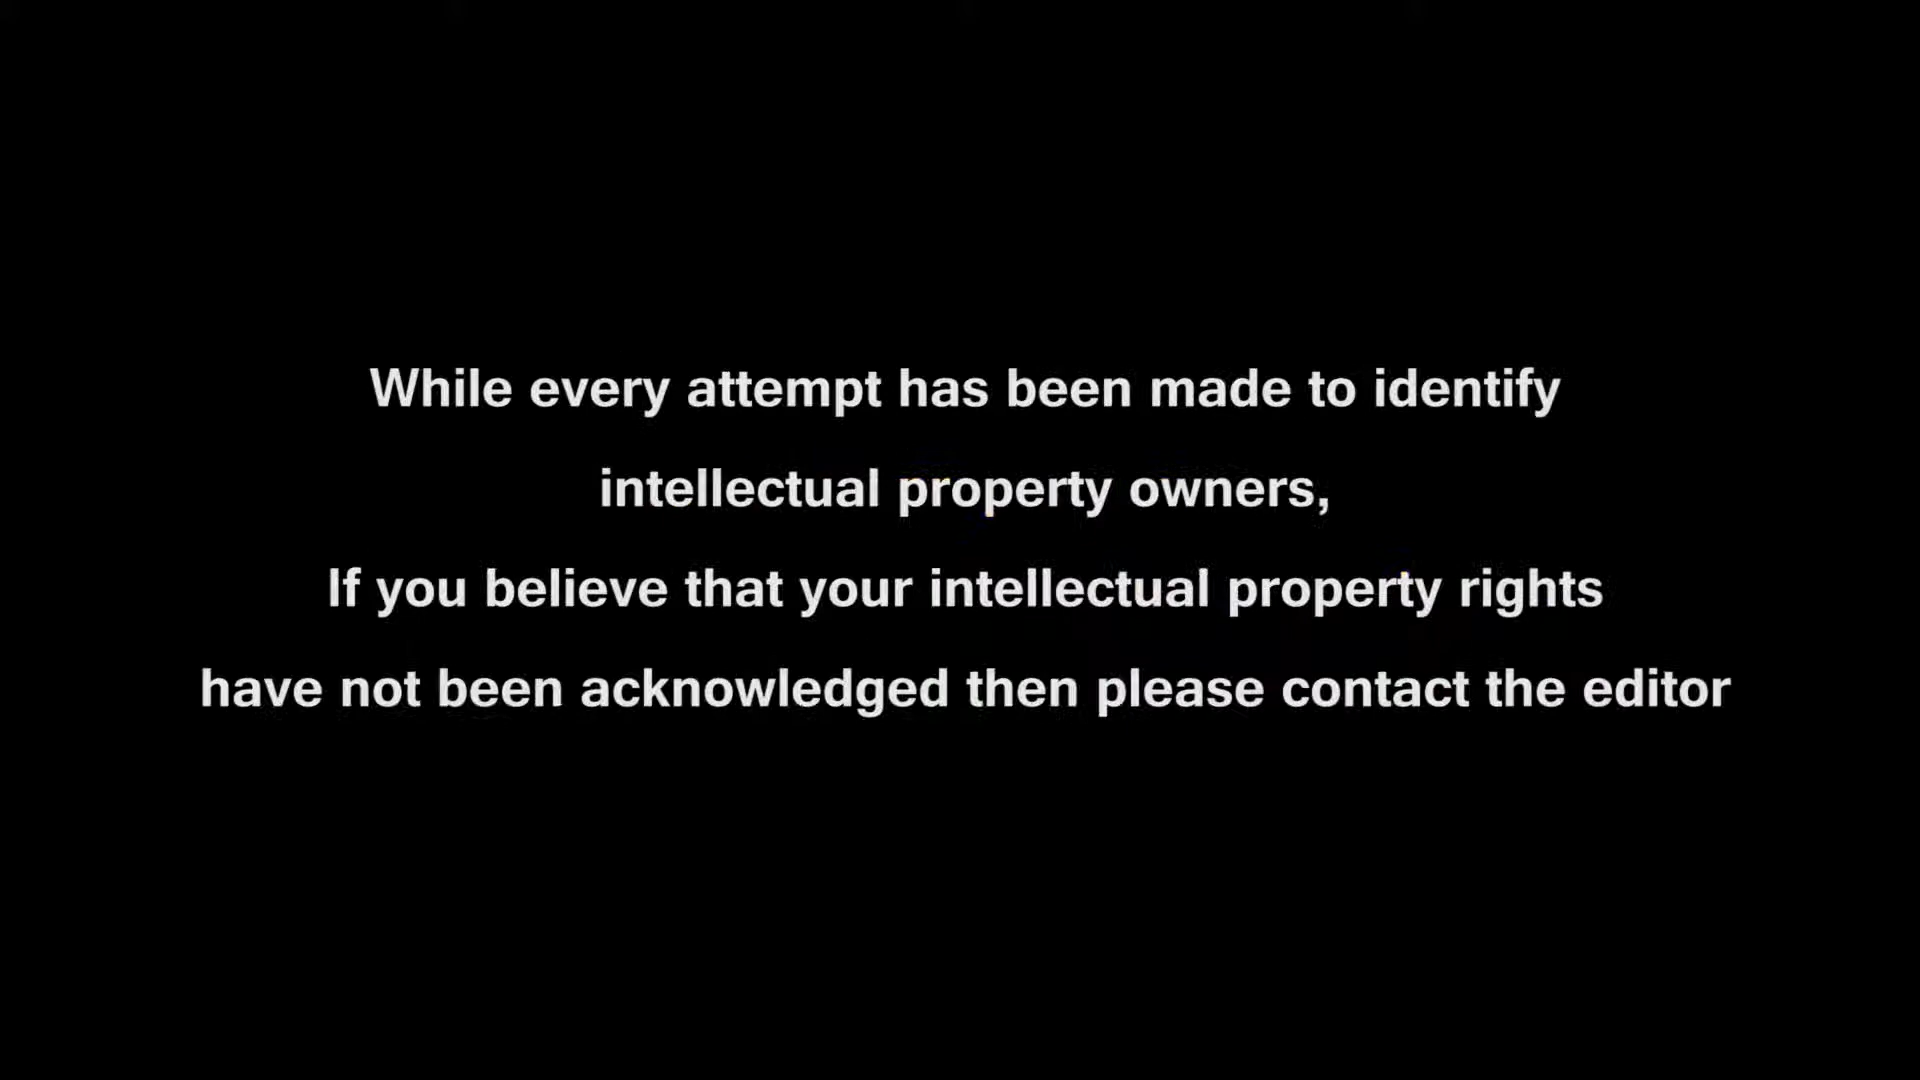 While every attempt has been made to identify
intellectual property owners,
If you believe that your intellectual property rights
have not been acknowledged then please contact the editor